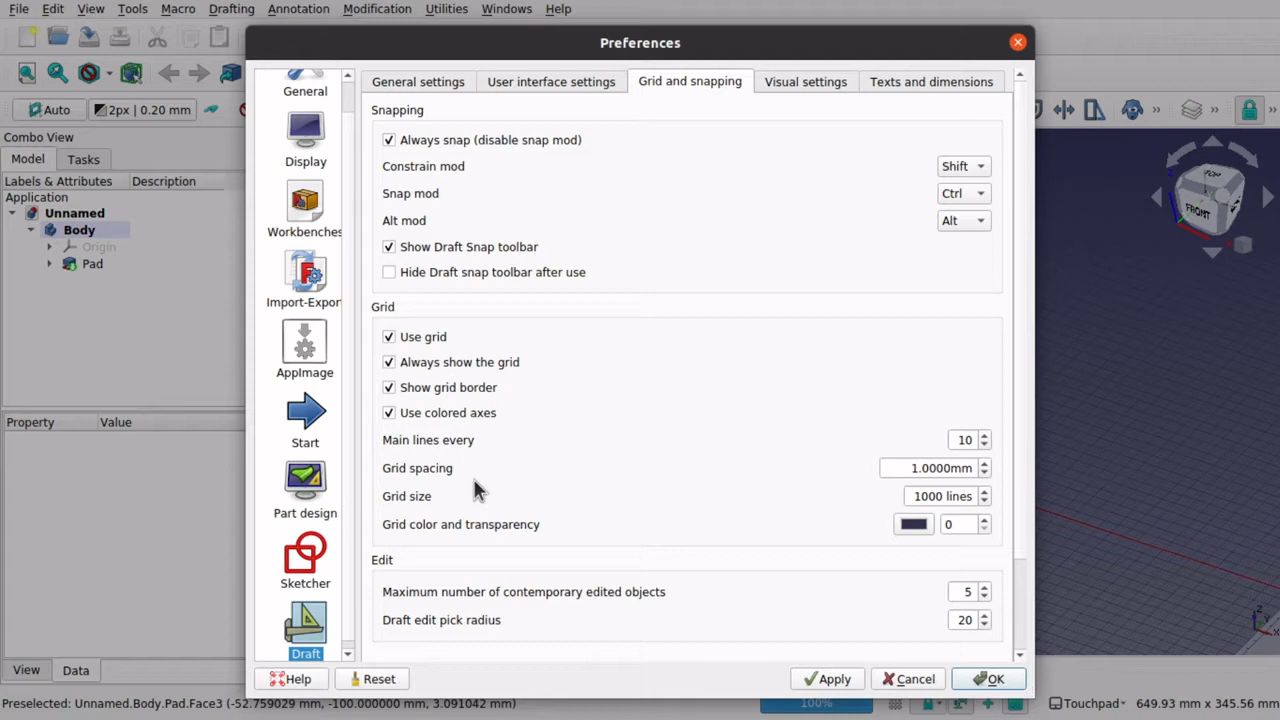 File Edit View Tools Macro Drafting Annotation Modification Utilities Windows Help
Preferences
Auto 2px | 0.20 mm
Combo View
Model Tasks
Labels & Attributes Description
Application
Unnamed
Body
Origin
Pad
Property Value
View Data
General
Display
Workbenches
Import-Expor
AppImage
Start
Part design
Sketcher
Draft
General settings User interface settings Grid and snapping Visual settings Texts and dimensions
Snapping
Always snap (disable snap mod)
Constrain mod Shift
Snap mod Ctrl
Alt mod Alt
Show Draft Snap toolbar
Hide Draft snap toolbar after use
Grid
Use grid
Always show the grid
Show grid border
Use colored axes
Main lines every 10
Grid spacing 1.0000mm
Grid size 1000 lines
Grid color and transparency 0
Edit
Maximum number of contemporary edited objects 5
Draft edit pick radius 20
Help Reset Apply Cancel OK
TOP
FRONT
Z
Z
X
Preselected: Unnamed.Body.Pad.Face3 (-52.759029 mm, -100.000000 mm, 3.091042 mm) 100% Touchpad 649.93 mm x 345.56 mm